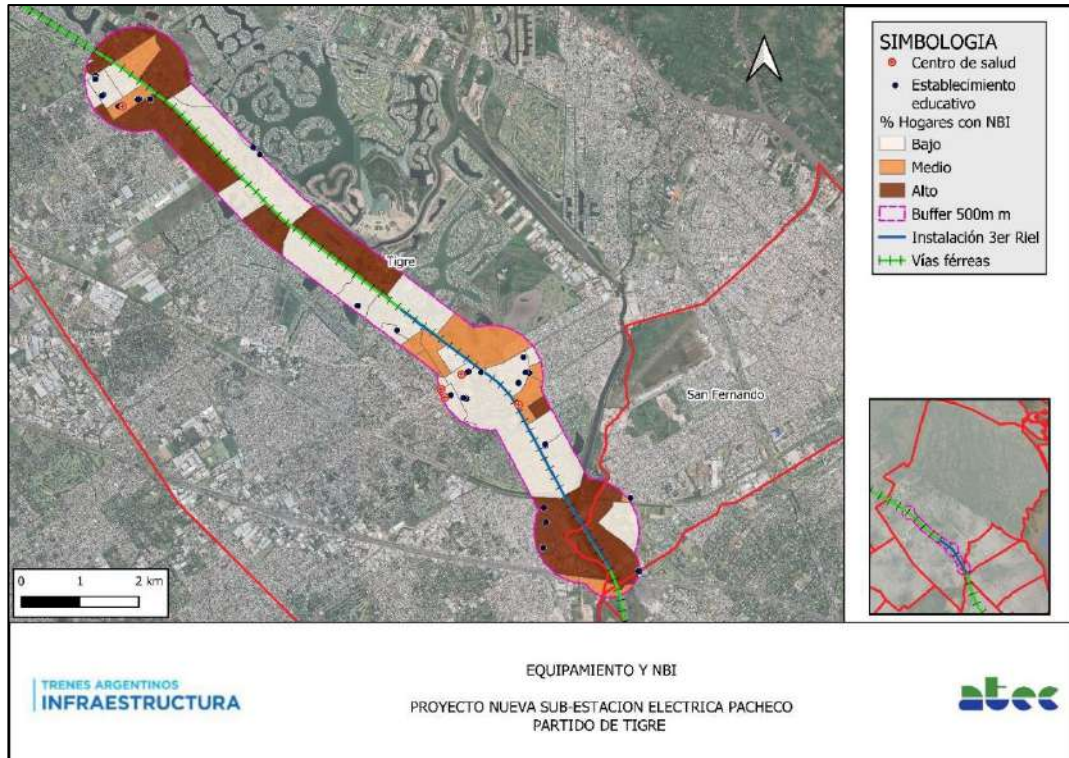 SIMBOLOGIA
Centro de salud
Establecimiento
educativo
% Hogares con NBI
Bajo
Medio
Alto
Buffer 500m m
Instalación 3er Riel
Vías férreas
Tigre
San Fernando
0 1 2 km
TRENES ARGENTINOS
INFRAESTRUCTURA
EQUIPAMIENTO Y NBI
PROYECTO NUEVA SUB-ESTACION ELECTRICA PACHECO
PARTIDO DE TIGRE
atec